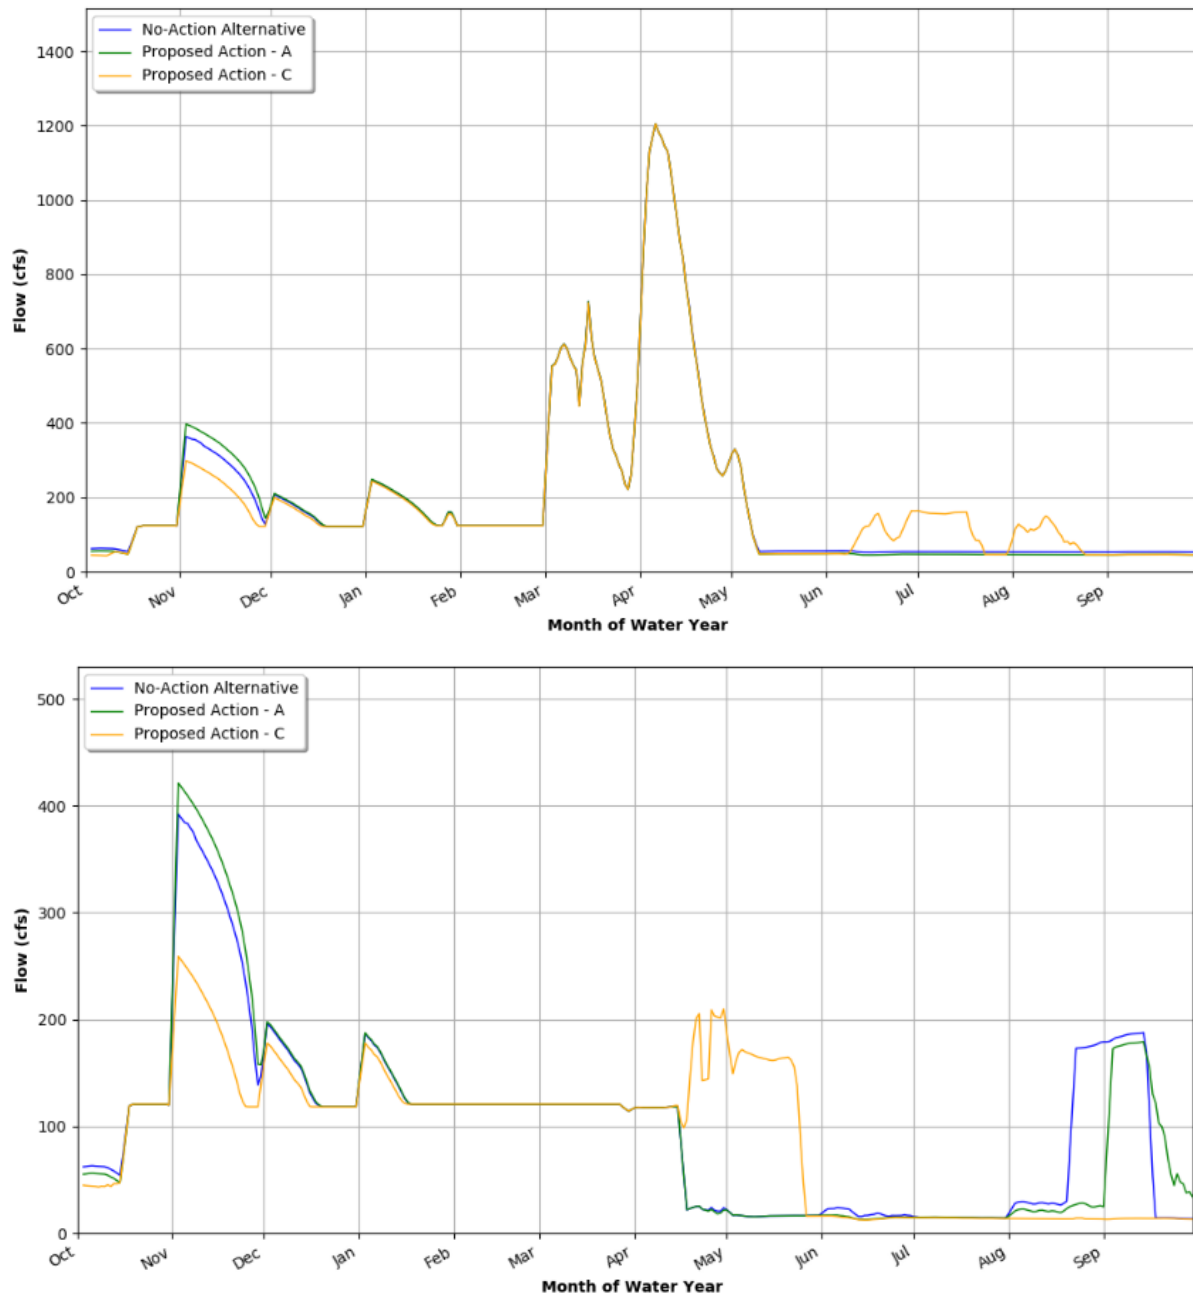 No-Action Alternative
Proposed Action - A
Proposed Action - C
1400
1200
1000
800
600
400
200
0
Flow (cfs)
Oct Nov Dec Jan Feb Mar Apr May Jun Jul Aug Sep
Month of Water Year
No-Action Alternative
Proposed Action - A
Proposed Action - C
500
400
300
200
100
0
Flow (cfs)
Oct Nov Dec Jan Feb Mar Apr May Jun Jul Aug Sep
Month of Water Year